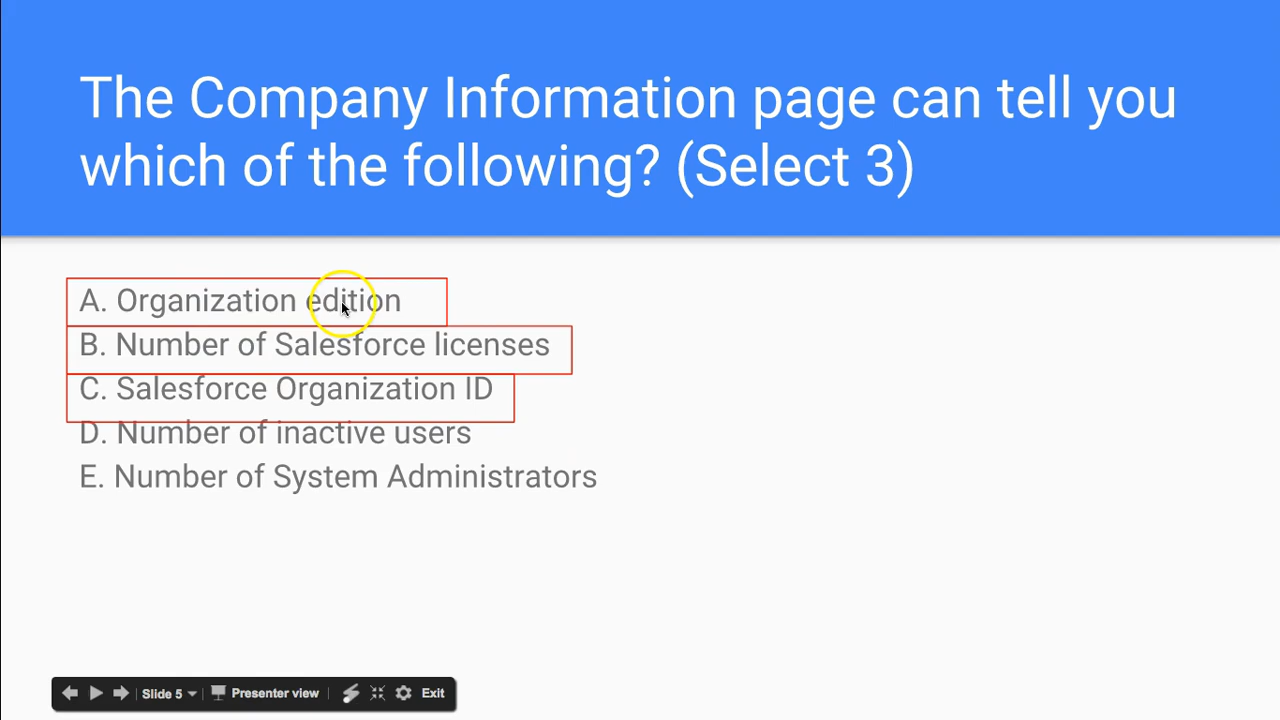 The Company Information page can tell you
which of the following? (Select 3)
A. Organization edition
B. Number of Salesforce licenses
C. Salesforce Organization ID
D. Number of inactive users
E. Number of System Administrators
Slide 5 Presenter view Exit